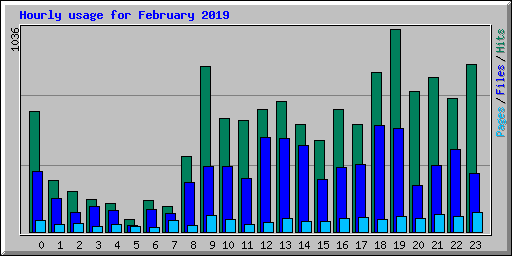 Hourly usage for February 2019
1036
Pages/Files/Hits
0 1 2 3 4 5 6 7 8 9 10 11 12 13 14 15 16 17 18 19 20 21 22 23